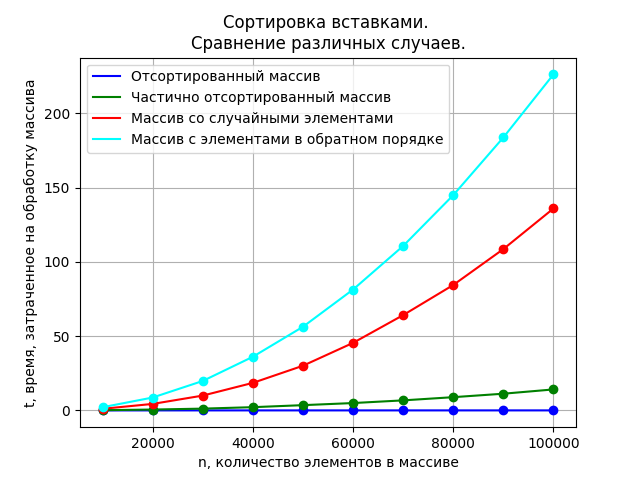 Сортировка вставками.
Сравнение различных случаев.
Отсортированный массив
Частично отсортированный массив
Массив со случайными элементами
Массив с элементами в обратном порядке
t, время, затраченное на обработку массива
200
150
100
50
0
20000
40000
60000
80000
100000
n, количество элементов в массиве